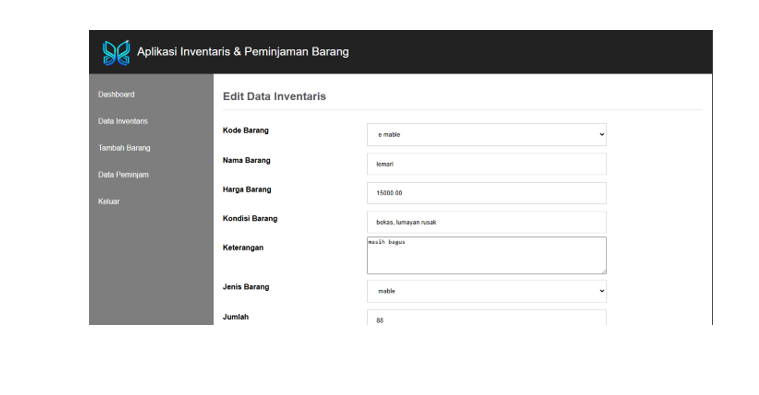 Aplikasi Inventaris & Peminjaman Barang
Dashboard
Data Inventaris
Tambah Barang
Data Peminjam
Keluar
Edit Data Inventaris
Kode Barang
e mable
Nama Barang
lemari
Harga Barang
15000.00
Kondisi Barang
bekas, lumayan rusak
Keterangan
masih bagus
Jenis Barang
mable
Jumlah
88